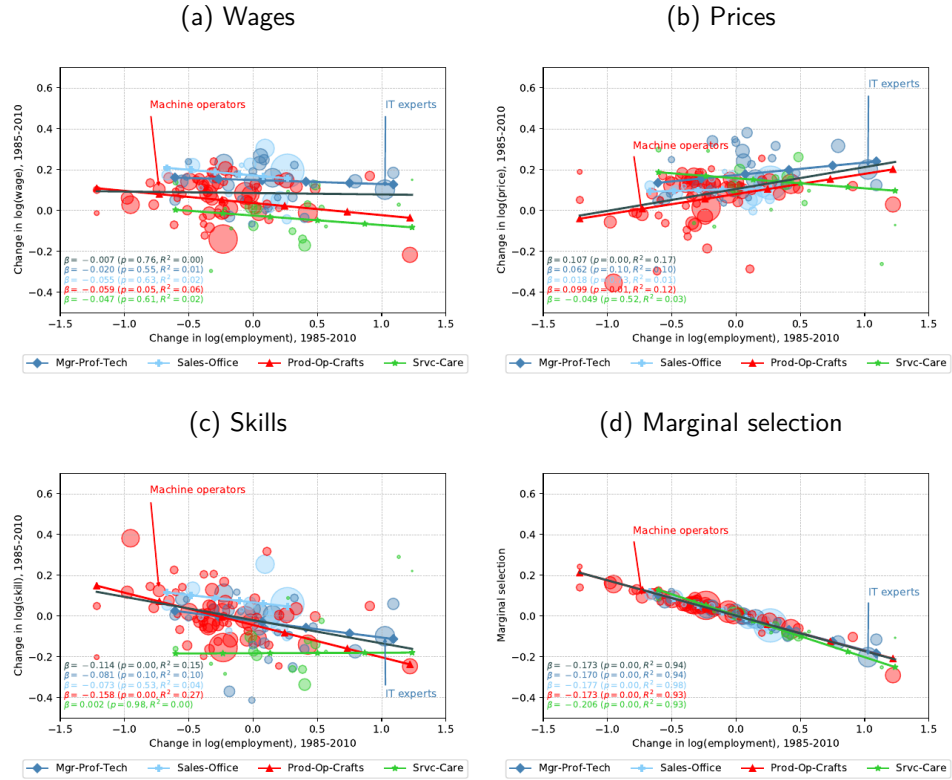 (a) Wages
(b) Prices
Change in log(wage), 1985-2010
0.6
0.4
0.2
0.0
−0.2
−0.4
Machine operators
IT experts
β = −0.007 (p = 0.76, R² = 0.00)
β = −0.020 (p = 0.55, R² = 0.01)
β = −0.055 (p = 0.63, R² = 0.02)
β = −0.059 (p = 0.05, R² = 0.06)
β = −0.047 (p = 0.61, R² = 0.02)
−1.5 −1.0 −0.5 0.0 0.5 1.0 1.5
Change in log(employment), 1985-2010
Mgr-Prof-Tech Sales-Office Prod-Op-Crafts Srvc-Care
Change in log(price), 1985-2010
0.6
0.4
0.2
0.0
−0.2
−0.4
Machine operators
IT experts
β = 0.107 (p = 0.00, R² = 0.17)
β = 0.062 (p = 0.10, R² = 0.10)
β = 0.018 (p = R² = 0.01)
β = 0.099 (p = 0.01, R² = 0.12)
β = −0.049 (p = 0.52, R² = 0.03)
−1.5 −1.0 −0.5 0.0 0.5 1.0 1.5
Change in log(employment), 1985-2010
Mgr-Prof-Tech Sales-Office Prod-Op-Crafts Srvc-Care
(c) Skills
(d) Marginal selection
Change in log(skill), 1985-2010
0.6
0.4
0.2
0.0
−0.2
−0.4
Machine operators
IT experts
β = −0.114 (p = 0.00, R² = 0.15)
β = −0.081 (p = 0.10, R² = 0.10)
β = −0.073 (p = 0.53, R² = 0.04)
β = −0.158 (p = 0.00, R² = 0.27)
β = 0.002 (p = 0.98, R² = 0.00)
−1.5 −1.0 −0.5 0.0 0.5 1.0 1.5
Change in log(employment), 1985-2010
Mgr-Prof-Tech Sales-Office Prod-Op-Crafts Srvc-Care
Marginal selection
0.6
0.4
0.2
0.0
−0.2
−0.4
Machine operators
IT experts
β = −0.173 (p = 0.00, R² = 0.94)
β = −0.170 (p = 0.00, R² = 0.94)
β = −0.177 (p = 0.00, R² = 0.98)
β = −0.173 (p = 0.00, R² = 0.93)
β = −0.206 (p = 0.00, R² = 0.93)
−1.5 −1.0 −0.5 0.0 0.5 1.0 1.5
Change in log(employment), 1985-2010
Mgr-Prof-Tech Sales-Office Prod-Op-Crafts Srvc-Care